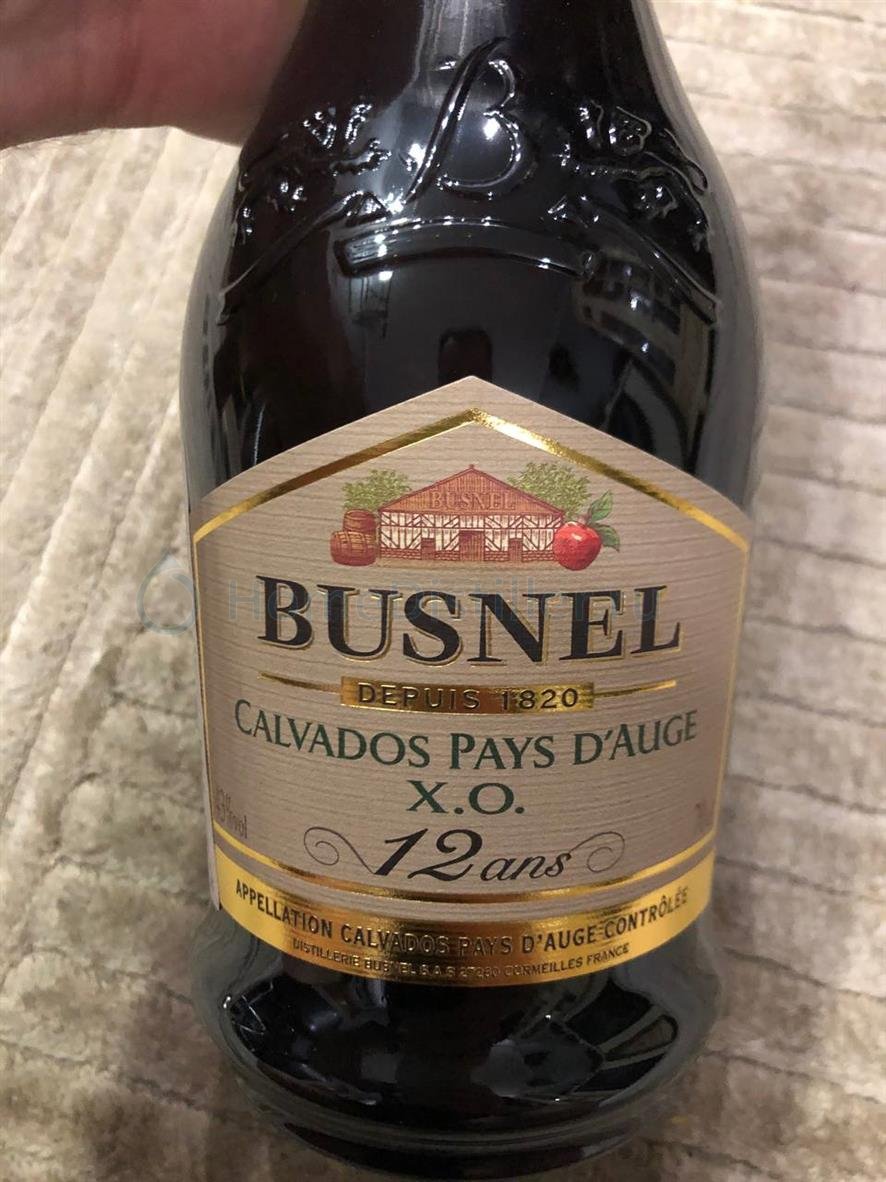 B
BUSNEL
BUSNEL
DEPUIS 1820
CALVADOS PAYS D'AUGE
X.O.
12 ans
APPELLATION CALVADOS PAYS D'AUGE CONTRÔLÉE
DISTILLERIE BUSNEL S.A.S 27260 CORMEILLES FRANCE